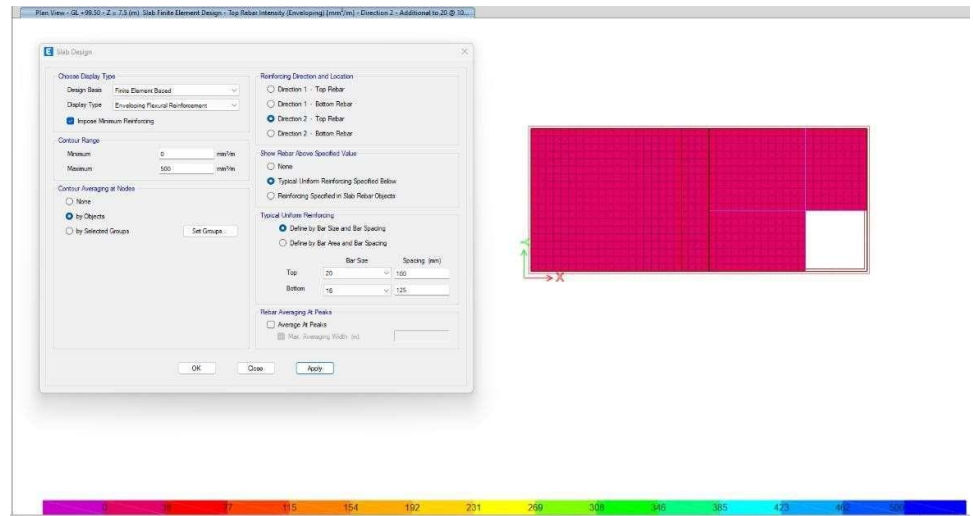 Plan View - GL +99.50 - Z = 7.5 (m) Slab Finite Element Design - Top Rebar Intensity (Enveloping) [mm²/m] - Direction 2 - Additional to 20 @ 10...
E Slab Design
Choose Display Type
Design Basis Finite Element Based
Display Type Enveloping Flexural Reinforcement
Impose Minimum Reinforcing
Contour Range
Minimum 0 mm²/m
Maximum 500 mm²/m
Contour Averaging at Nodes
None
by Objects
by Selected Groups Set Groups...
Reinforcing Direction and Location
Direction 1 - Top Rebar
Direction 1 - Bottom Rebar
Direction 2 - Top Rebar
Direction 2 - Bottom Rebar
Show Rebar Above Specified Value
None
Typical Uniform Reinforcing Specified Below
Reinforcing Specified in Slab Rebar Objects
Typical Uniform Reinforcing
Define by Bar Size and Bar Spacing
Define by Bar Area and Bar Spacing
Bar Size Spacing (mm)
Top 20 100
Bottom 16 125
Rebar Averaging At Peaks
Average At Peaks
Max. Averaging Width (m)
OK Close Apply
Y
X
0 38 77 115 154 192 231 269 308 346 385 423 462 500